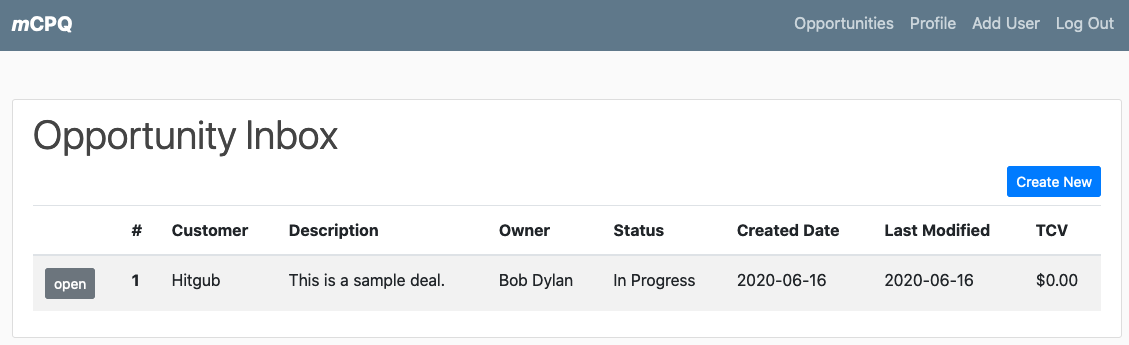 mCPQ Opportunities Profile Add User Log Out
Opportunity Inbox
Create New
# Customer Description Owner Status Created Date Last Modified TCV
open 1 Hitgub This is a sample deal. Bob Dylan In Progress 2020-06-16 2020-06-16 $0.00